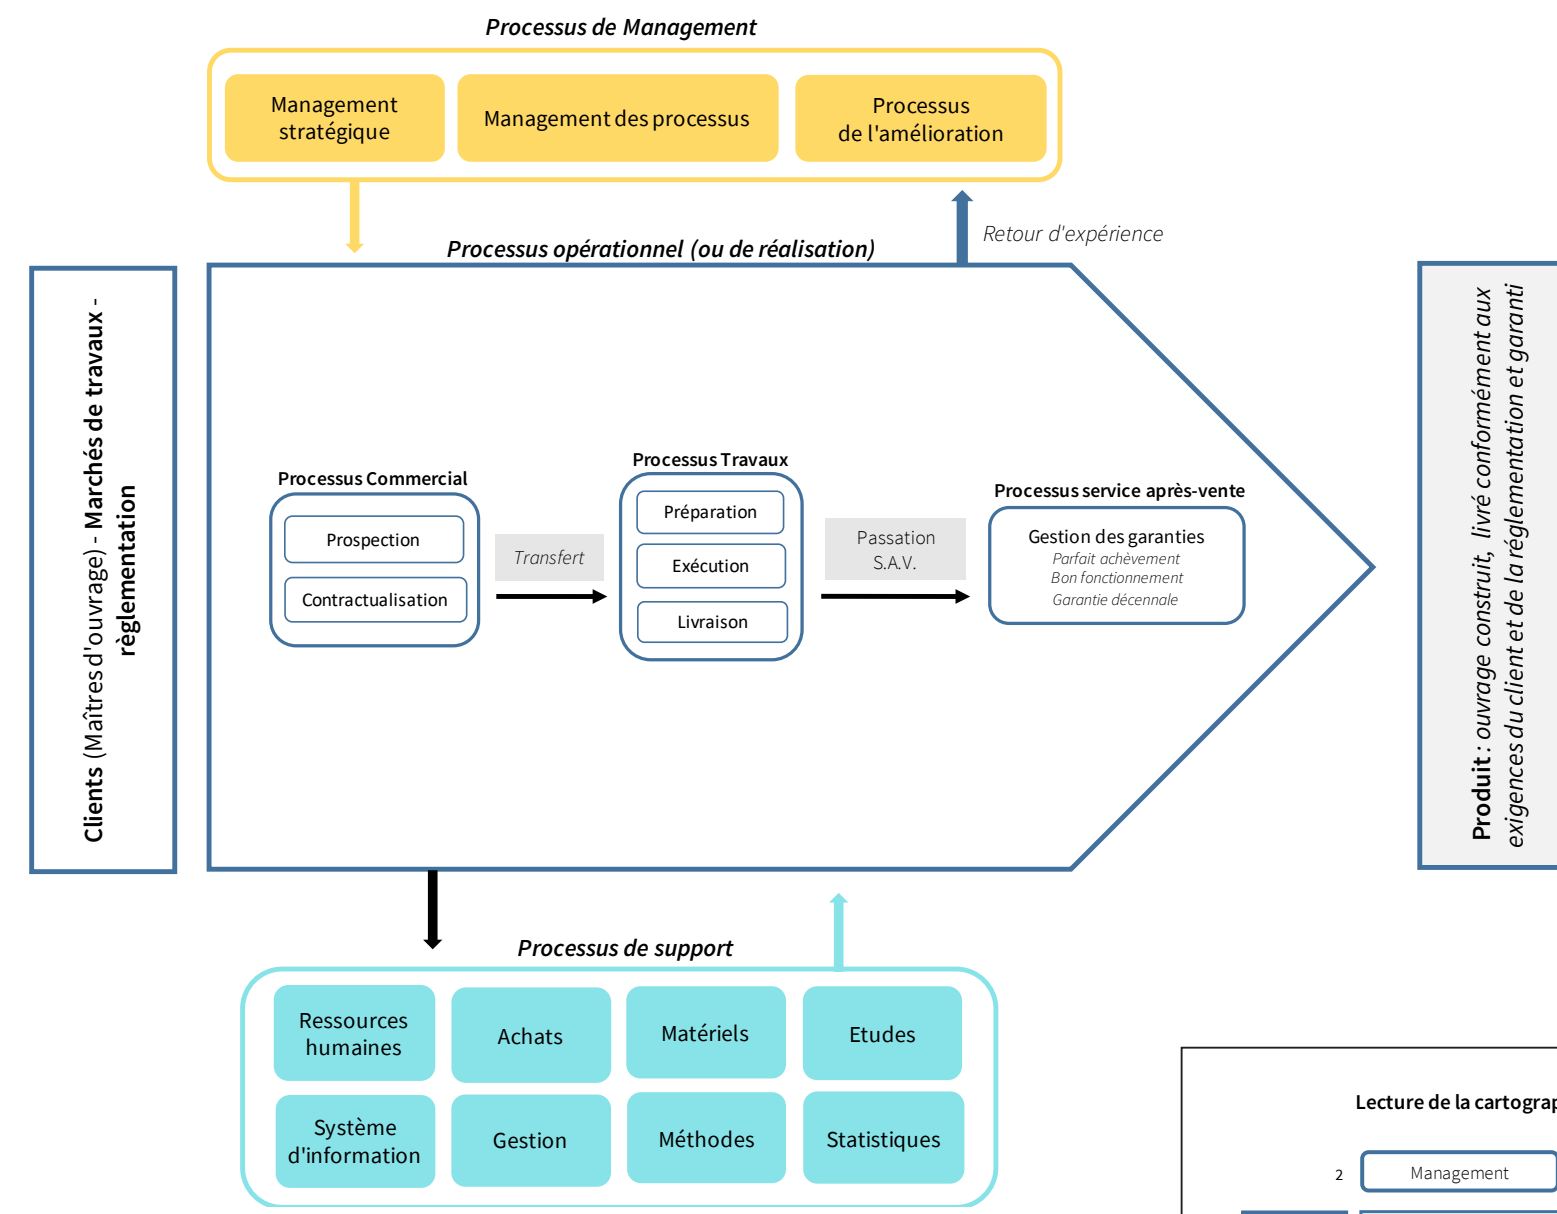 Processus de Management
Management
stratégique
Management des processus
Processus
de l'amélioration
Retour d'expérience
Processus opérationnel (ou de réalisation)
Clients (Maîtres d'ouvrage) - Marchés de travaux -
règlementation
Processus Commercial
Prospection
Contractualisation
Transfert
Processus Travaux
Préparation
Exécution
Livraison
Passation
S.A.V.
Processus service après-vente
Gestion des garanties
Parfait achèvement
Bon fonctionnement
Garantie décennale
Produit : ouvrage construit, livré conformément aux
exigences du client et de la réglementation et garanti
Processus de support
Ressources
humaines
Achats
Matériels
Etudes
Système
d'information
Gestion
Méthodes
Statistiques
Lecture de la cartograp
2
Management